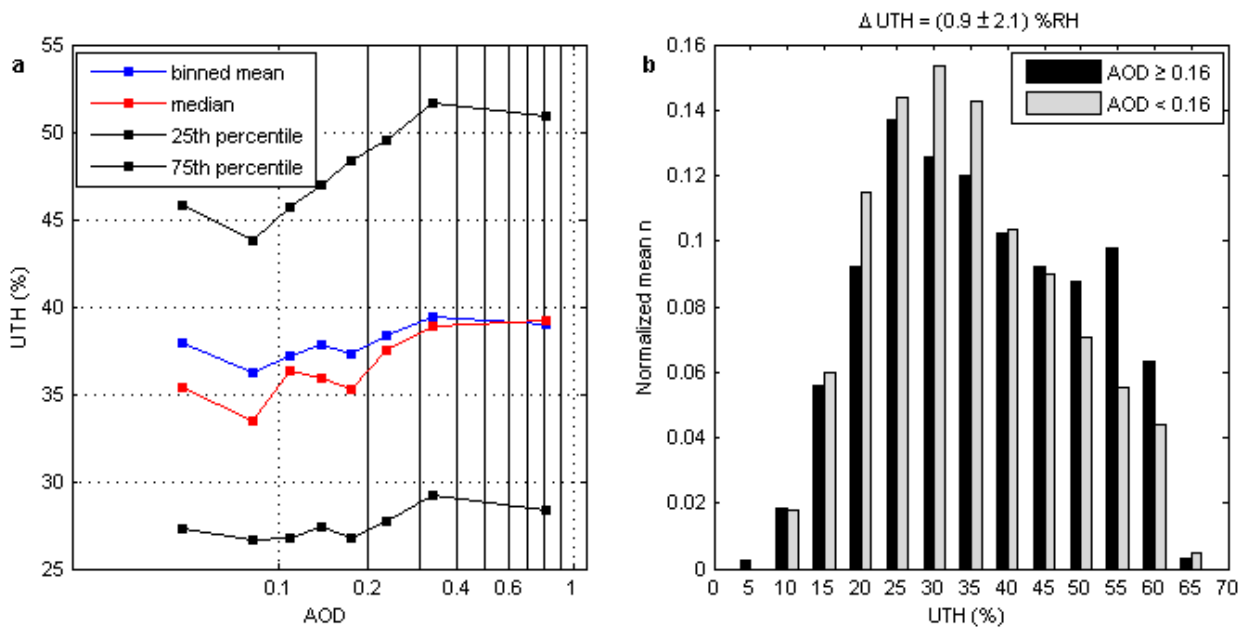 a
55
50
45
40
35
30
25
UTH (%)
binned mean
median
25th percentile
75th percentile
0.1 0.2 0.4 0.6 1
AOD
Δ UTH = (0.9 ± 2.1) %RH
b
0.16
0.14
0.12
0.1
0.08
0.06
0.04
0.02
0
Normalized mean n
AOD ≥ 0.16
AOD < 0.16
0 5 10 15 20 25 30 35 40 45 50 55 60 65 70
UTH (%)